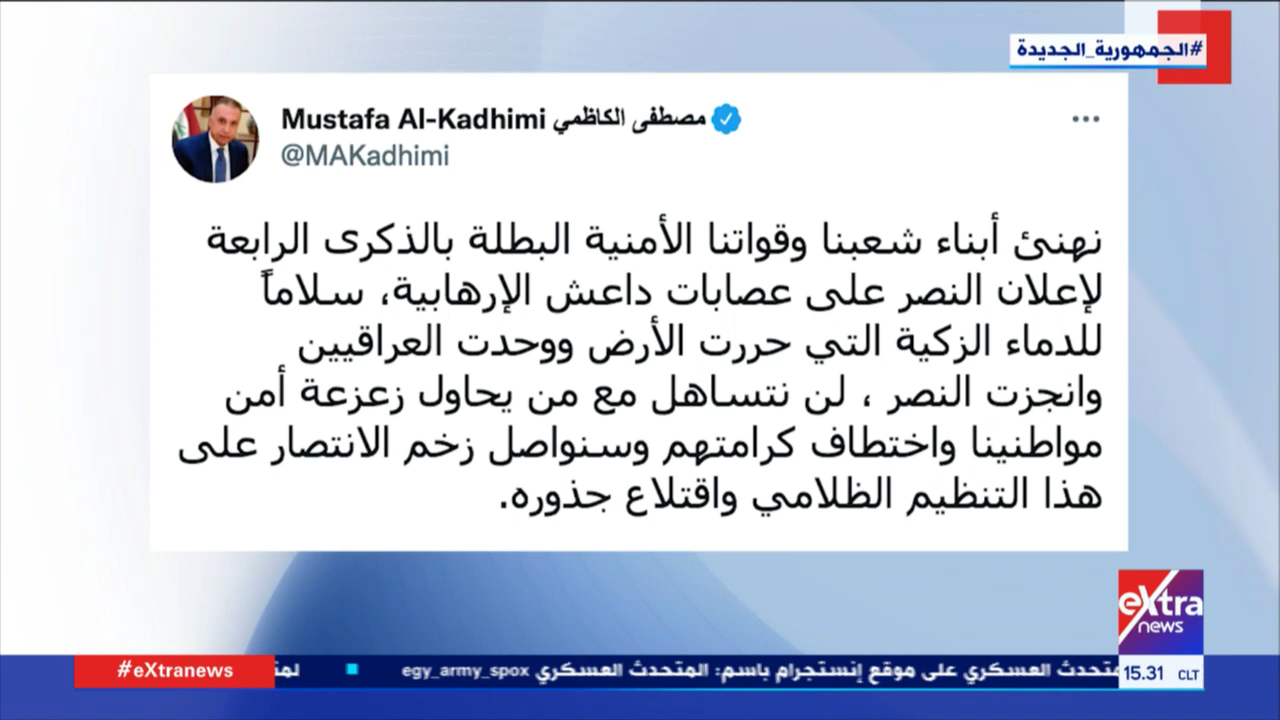 #الجمهورية_الجديدة
Mustafa Al-Kadhimi مصطفى الكاظمي
@MAKadhimi
نهنئ أبناء شعبنا وقواتنا الأمنية البطلة بالذكرى الرابعة
لإعلان النصر على عصابات داعش الإرهابية، سلاماً
للدماء الزكية التي حررت الأرض ووحدت العراقيين
وانجزت النصر ، لن نتساهل مع من يحاول زعزعة أمن
مواطنينا واختطاف كرامتهم وسنواصل زخم الانتصار على
هذا التنظيم الظلامي واقتلاع جذوره.
eXtra
news
#eXtranews
متحدث العسكري على موقع إنستجرام باسم: المتحدث العسكري egy_army_spox
15.31 CLT